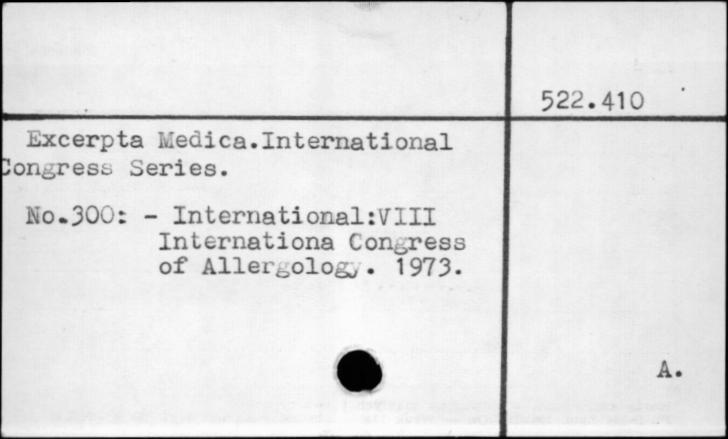 522.410
Excerpta Medica.International
Congress Series.
No.300: - International:VIII
Internationa Congress
of Allergology. 1973.
A.